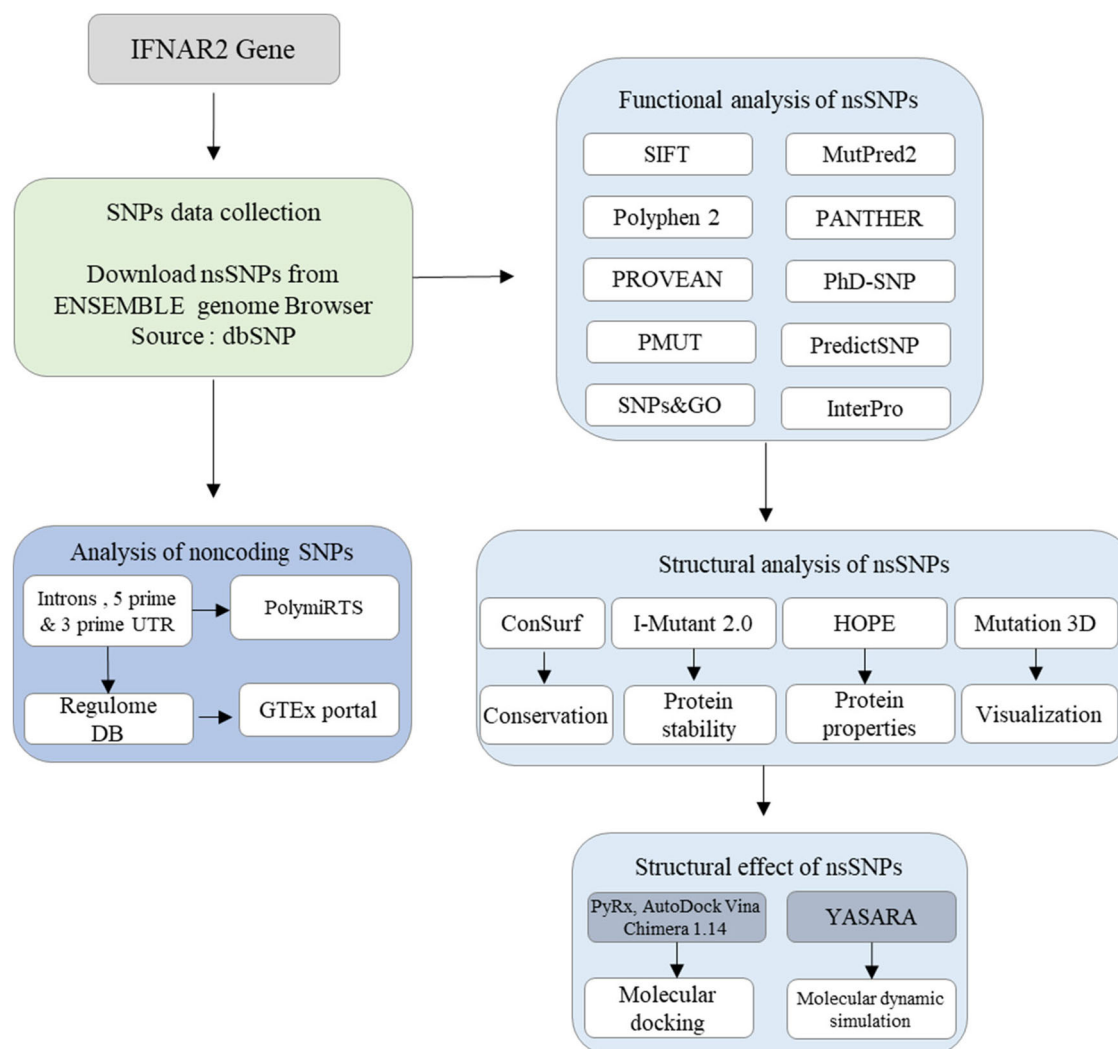 IFNAR2 Gene
SNPs data collection
Download nsSNPs from
ENSEMBLE genome Browser
Source : dbSNP
Functional analysis of nsSNPs
SIFT
MutPred2
Polyphen 2
PANTHER
PROVEAN
PhD-SNP
PMUT
PredictSNP
SNPs&GO
InterPro
Analysis of noncoding SNPs
Introns , 5 prime
& 3 prime UTR
PolymiRTS
Regulome
DB
GTEx portal
Structural analysis of nsSNPs
ConSurf
I-Mutant 2.0
HOPE
Mutation 3D
Conservation
Protein
stability
Protein
properties
Visualization
Structural effect of nsSNPs
PyRx, AutoDock Vina
Chimera 1.14
YASARA
Molecular
docking
Molecular dynamic
simulation